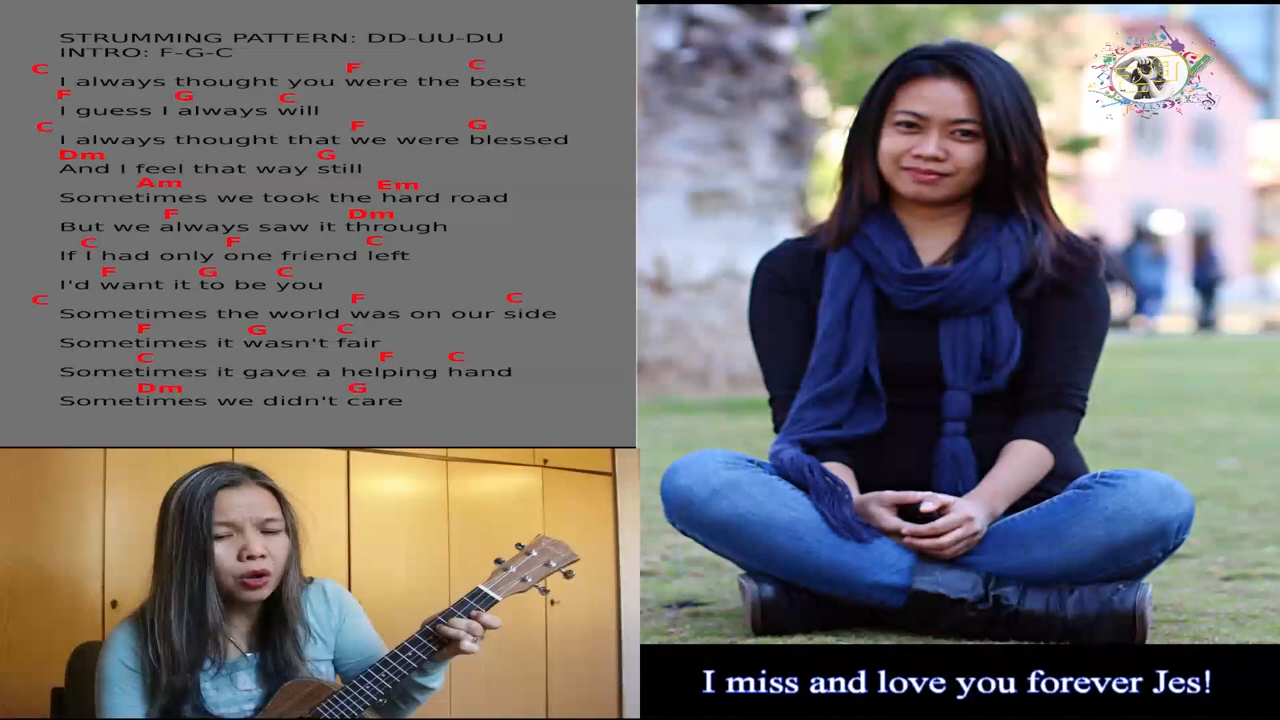 STRUMMING PATTERN: DD-UU-DU
INTRO: F-G-C
C F C
I always thought you were the best
F G C
I guess I always will
C F G
I always thought that we were blessed
Dm G
And I feel that way still
Am Em
Sometimes we took the hard road
F Dm
But we always saw it through
C F C
If I had only one friend left
F G C
I'd want it to be you
C F C
Sometimes the world was on our side
F G C
Sometimes it wasn't fair
C F C
Sometimes it gave a helping hand
Dm G
Sometimes we didn't care
I miss and love you forever Jes!